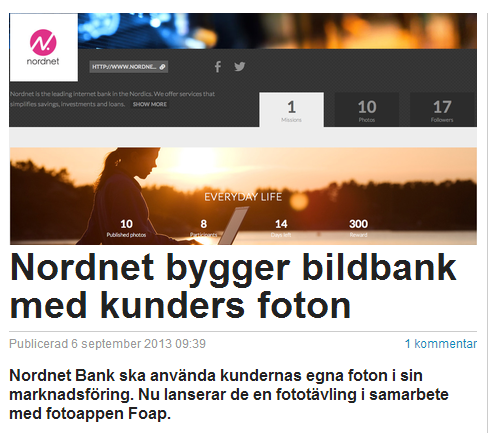 N.
nordnet
HTTP://WWW.NORDNE...
Nordnet is the leading internet bank in the Nordics. We offer services that
simplifies savings, investments and loans. SHOW MORE
1 10 17
Missions Photos Followers
EVERYDAY LIFE
10 8 14 300
Published photos Participants Days left Reward
Nordnet bygger bildbank
med kunders foton
Publicerad 6 september 2013 09:39 1 kommentar
Nordnet Bank ska använda kundernas egna foton i sin
marknadsföring. Nu lanserar de en fototävling i samarbete
med fotoappen Foap.